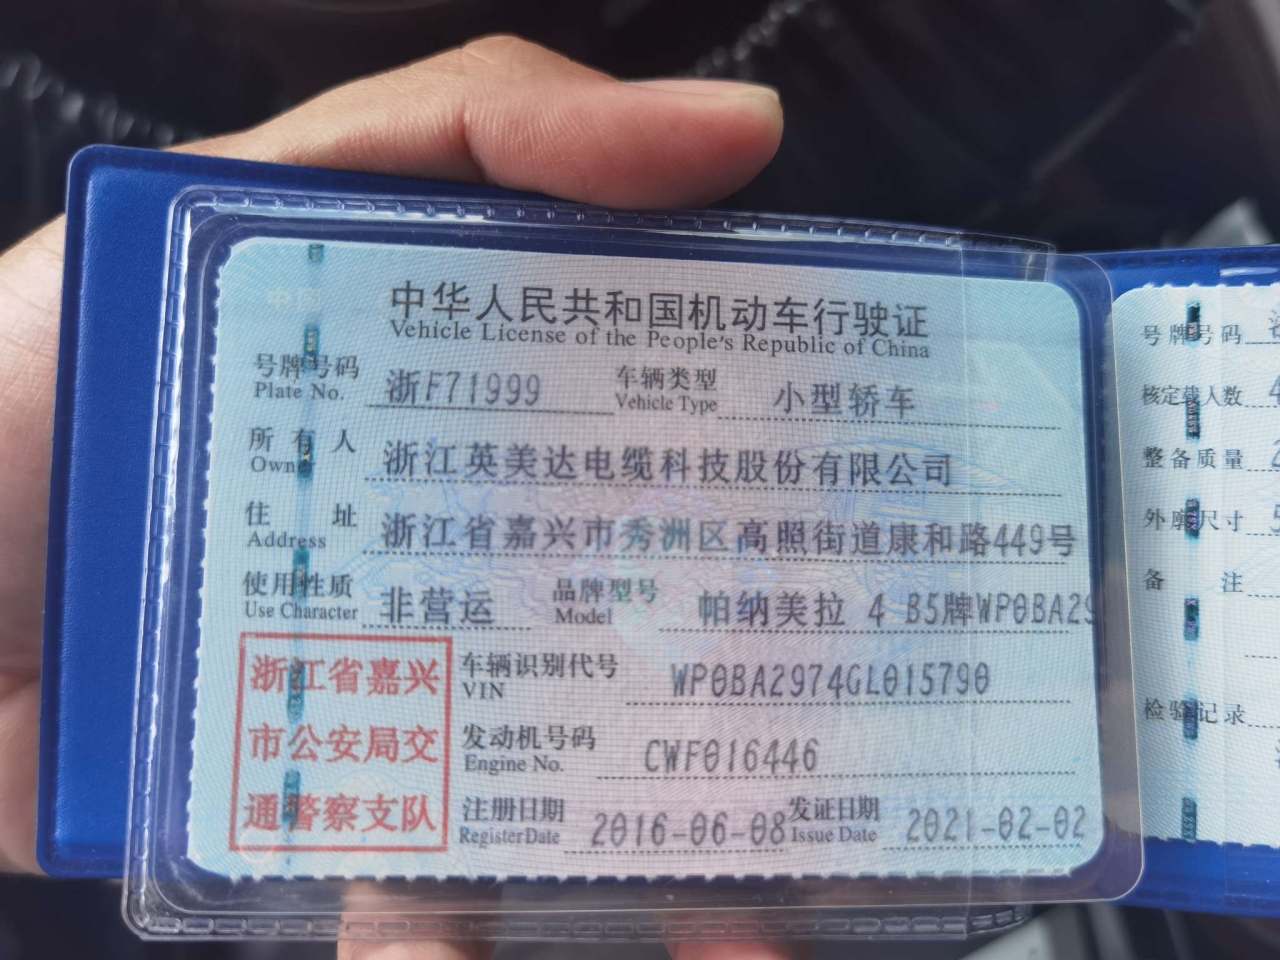 中华人民共和国机动车行驶证
Vehicle License of the People's Republic of China
号牌号码 浙F71999 车辆类型 小型轿车
Plate No. Vehicle Type
所有人 浙江英美达电缆科技股份有限公司
Owner
住址 浙江省嘉兴市秀洲区高照街道康和路449号
Address
使用性质 非营运 品牌型号 帕纳美拉 4 B5牌WP0BA29
Use Character Model
浙江省嘉兴
市公安局交
通警察支队
车辆识别代号 WP0BA2974GL015790
VIN
发动机号码 CWF016446
Engine No.
注册日期 2016-06-08 发证日期 2021-02-02
Register Date Issue Date
号牌号码
核定载人数 4
整备质量
外廓尺寸
备注
检验记录